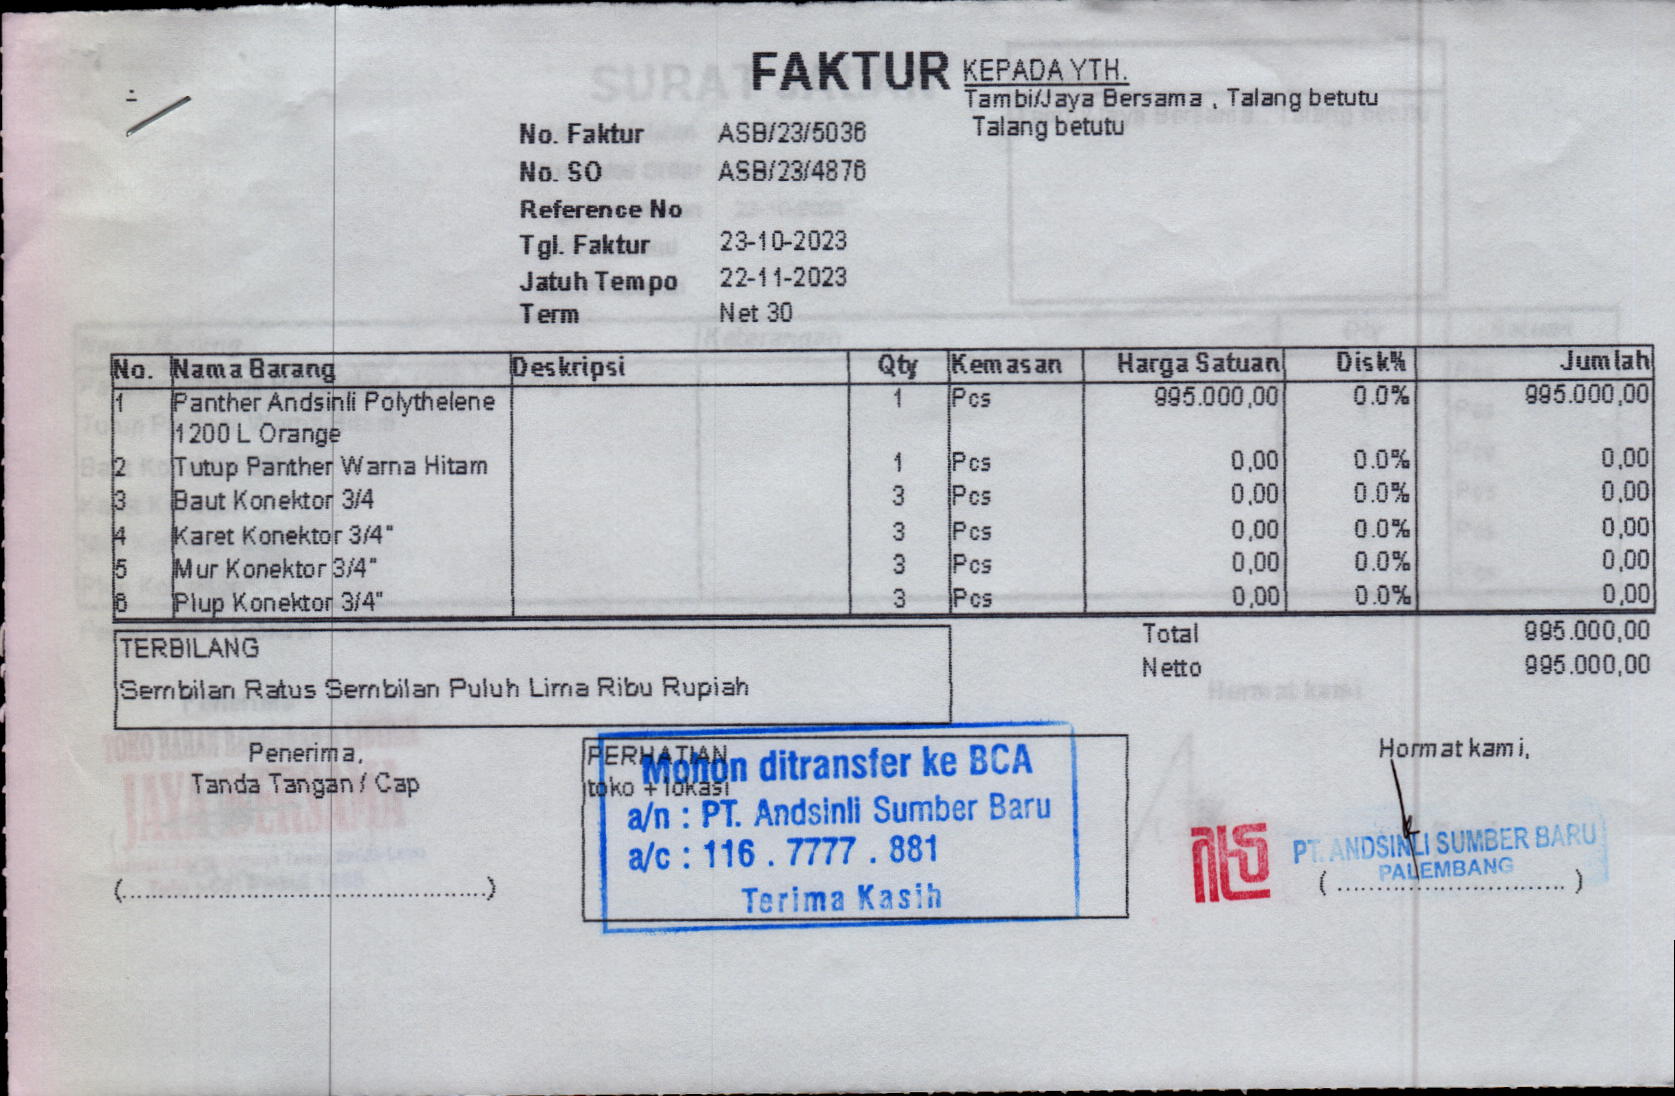 FAKTUR
KEPADA YTH.
Tambi/Jaya Bersama , Talang betutu
Talang betutu
No. Faktur ASB/23/5036
No. SO ASB/23/4876
Reference No
Tgl. Faktur 23-10-2023
Jatuh Tempo 22-11-2023
Term Net 30
No. Nama Barang Deskripsi Qty Kemasan Harga Satuan Disk% Jumlah
1 Panther Andsinli Polythelene 1 Pcs 995.000,00 0.0% 995.000,00
1200 L Orange
2 Tutup Panther Warna Hitam 1 Pcs 0,00 0.0% 0,00
3 Baut Konektor 3/4 3 Pcs 0,00 0.0% 0,00
4 Karet Konektor 3/4" 3 Pcs 0,00 0.0% 0,00
5 Mur Konektor 3/4" 3 Pcs 0,00 0.0% 0,00
6 Plup Konektor 3/4" 3 Pcs 0,00 0.0% 0,00
Total 995.000,00
Netto 995.000,00
TERBILANG
Sembilan Ratus Sembilan Puluh Lima Ribu Rupiah
Penerima,
Tanda Tangan / Cap
(.............................................)
PERHATIAN
toko + lokasi
Mohon ditransfer ke BCA
a/n : PT. Andsinli Sumber Baru
a/c : 116 . 7777 . 881
Terima Kasih
Hormat kami,
PT. ANDSINLI SUMBER BARU
PALEMBANG
( ............................ )